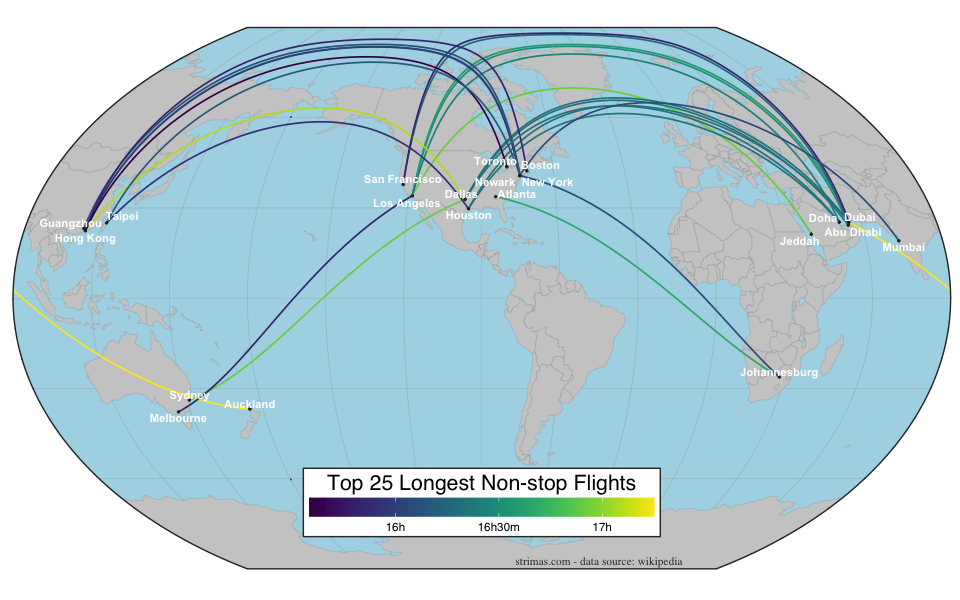 Toronto
Boston
San Francisco
Newark
New York
Dallas
Atlanta
Los Angeles
Houston
Guangzhou
Taipei
Hong Kong
Doha
Dubai
Abu Dhabi
Jeddah
Mumbai
Johannesburg
Sydney
Auckland
Melbourne
Top 25 Longest Non-stop Flights
16h 16h30m 17h
strimas.com - data source: wikipedia